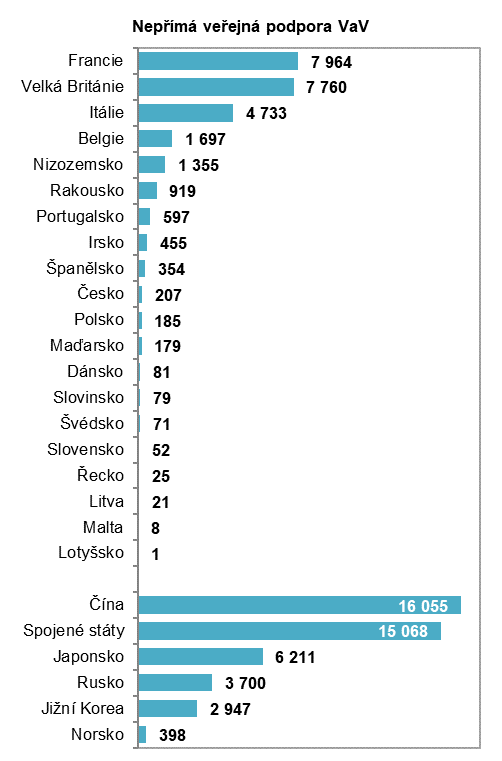 Nepřímá veřejná podpora VaV
Francie 7 964
Velká Británie 7 760
Itálie 4 733
Belgie 1 697
Nizozemsko 1 355
Rakousko 919
Portugalsko 597
Irsko 455
Španělsko 354
Česko 207
Polsko 185
Maďarsko 179
Dánsko 81
Slovinsko 79
Švédsko 71
Slovensko 52
Řecko 25
Litva 21
Malta 8
Lotyšsko 1
Čína 16 055
Spojené státy 15 068
Japonsko 6 211
Rusko 3 700
Jižní Korea 2 947
Norsko 398